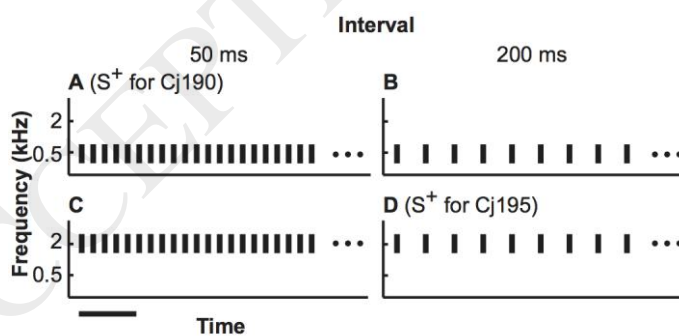 Interval
50 ms 200 ms
A (S⁺ for Cj190) B
2
0.5
C D (S⁺ for Cj195)
2
0.5
Frequency (kHz)
Time